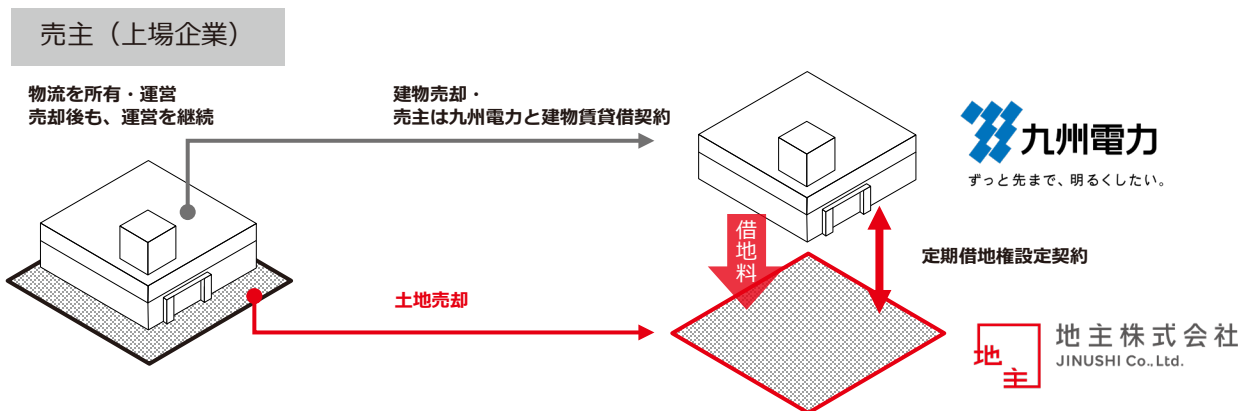 売主（上場企業）
物流を所有・運営
売却後も、運営を継続
建物売却・
売主は九州電力と建物賃貸借契約
九州電力
ずっと先まで、明るくしたい。
借地料
定期借地権設定契約
土地売却
地主
地主株式会社
JINUSHI Co.,Ltd.